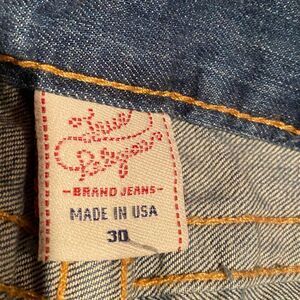 True
Religion
-BRAND JEANS-
MADE IN USA
30